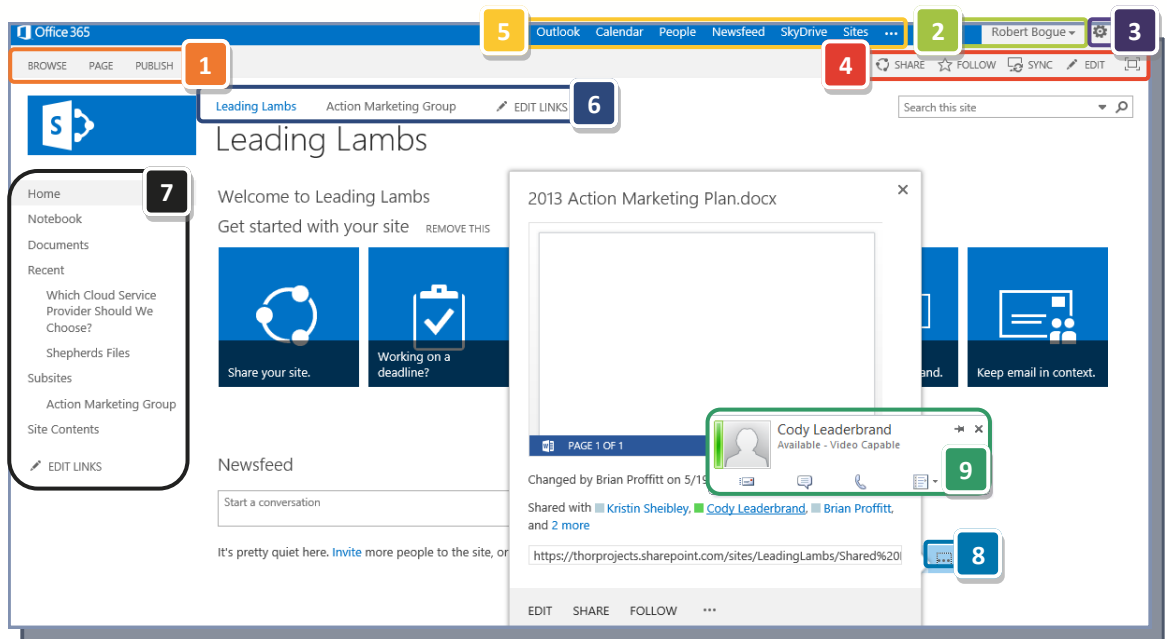 Office 365
5
Outlook Calendar People Newsfeed SkyDrive Sites ...
2
Robert Bogue
3
BROWSE PAGE PUBLISH
1
4
SHARE FOLLOW SYNC EDIT
Leading Lambs Action Marketing Group EDIT LINKS
6
Search this site
S
Leading Lambs
7
Home
Notebook
Documents
Recent
Which Cloud Service
Provider Should We
Choose?
Shepherds Files
Subsites
Action Marketing Group
Site Contents
EDIT LINKS
Welcome to Leading Lambs
Get started with your site REMOVE THIS
Share your site.
Working on a
deadline?
and.
Keep email in context.
Newsfeed
Start a conversation
It's pretty quiet here. Invite more people to the site, or
2013 Action Marketing Plan.docx
PAGE 1 OF 1
Cody Leaderbrand
Available - Video Capable
9
Changed by Brian Proffitt on 5/19
Shared with Kristin Sheibley, Cody Leaderbrand, Brian Proffitt,
and 2 more
https://thorprojects.sharepoint.com/sites/LeadingLambs/Shared%20
8
EDIT SHARE FOLLOW ...